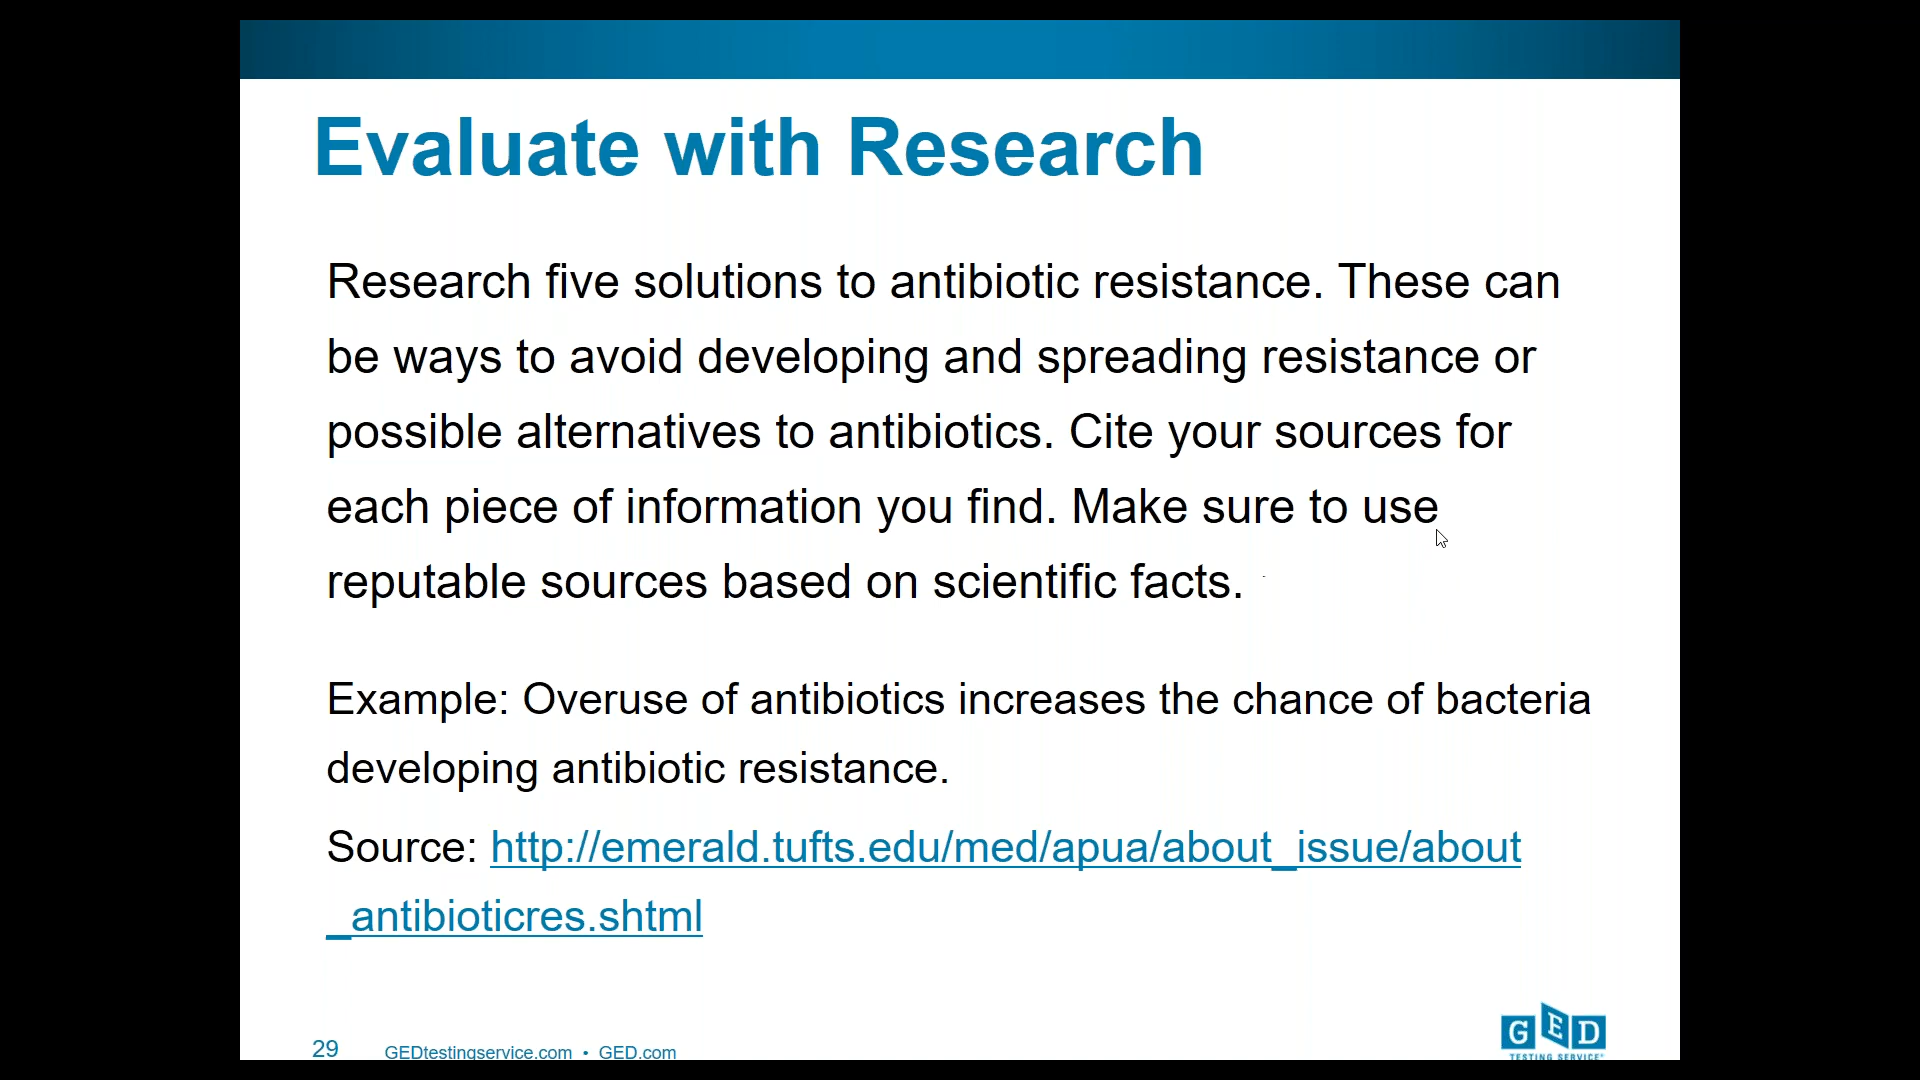 Evaluate with Research
Research five solutions to antibiotic resistance. These can
be ways to avoid developing and spreading resistance or
possible alternatives to antibiotics. Cite your sources for
each piece of information you find. Make sure to use
reputable sources based on scientific facts.
Example: Overuse of antibiotics increases the chance of bacteria
developing antibiotic resistance.
Source: http://emerald.tufts.edu/med/apua/about_issue/about
_antibioticres.shtml
29 GEDtestingservice.com • GED.com
GED
TESTING SERVICE®